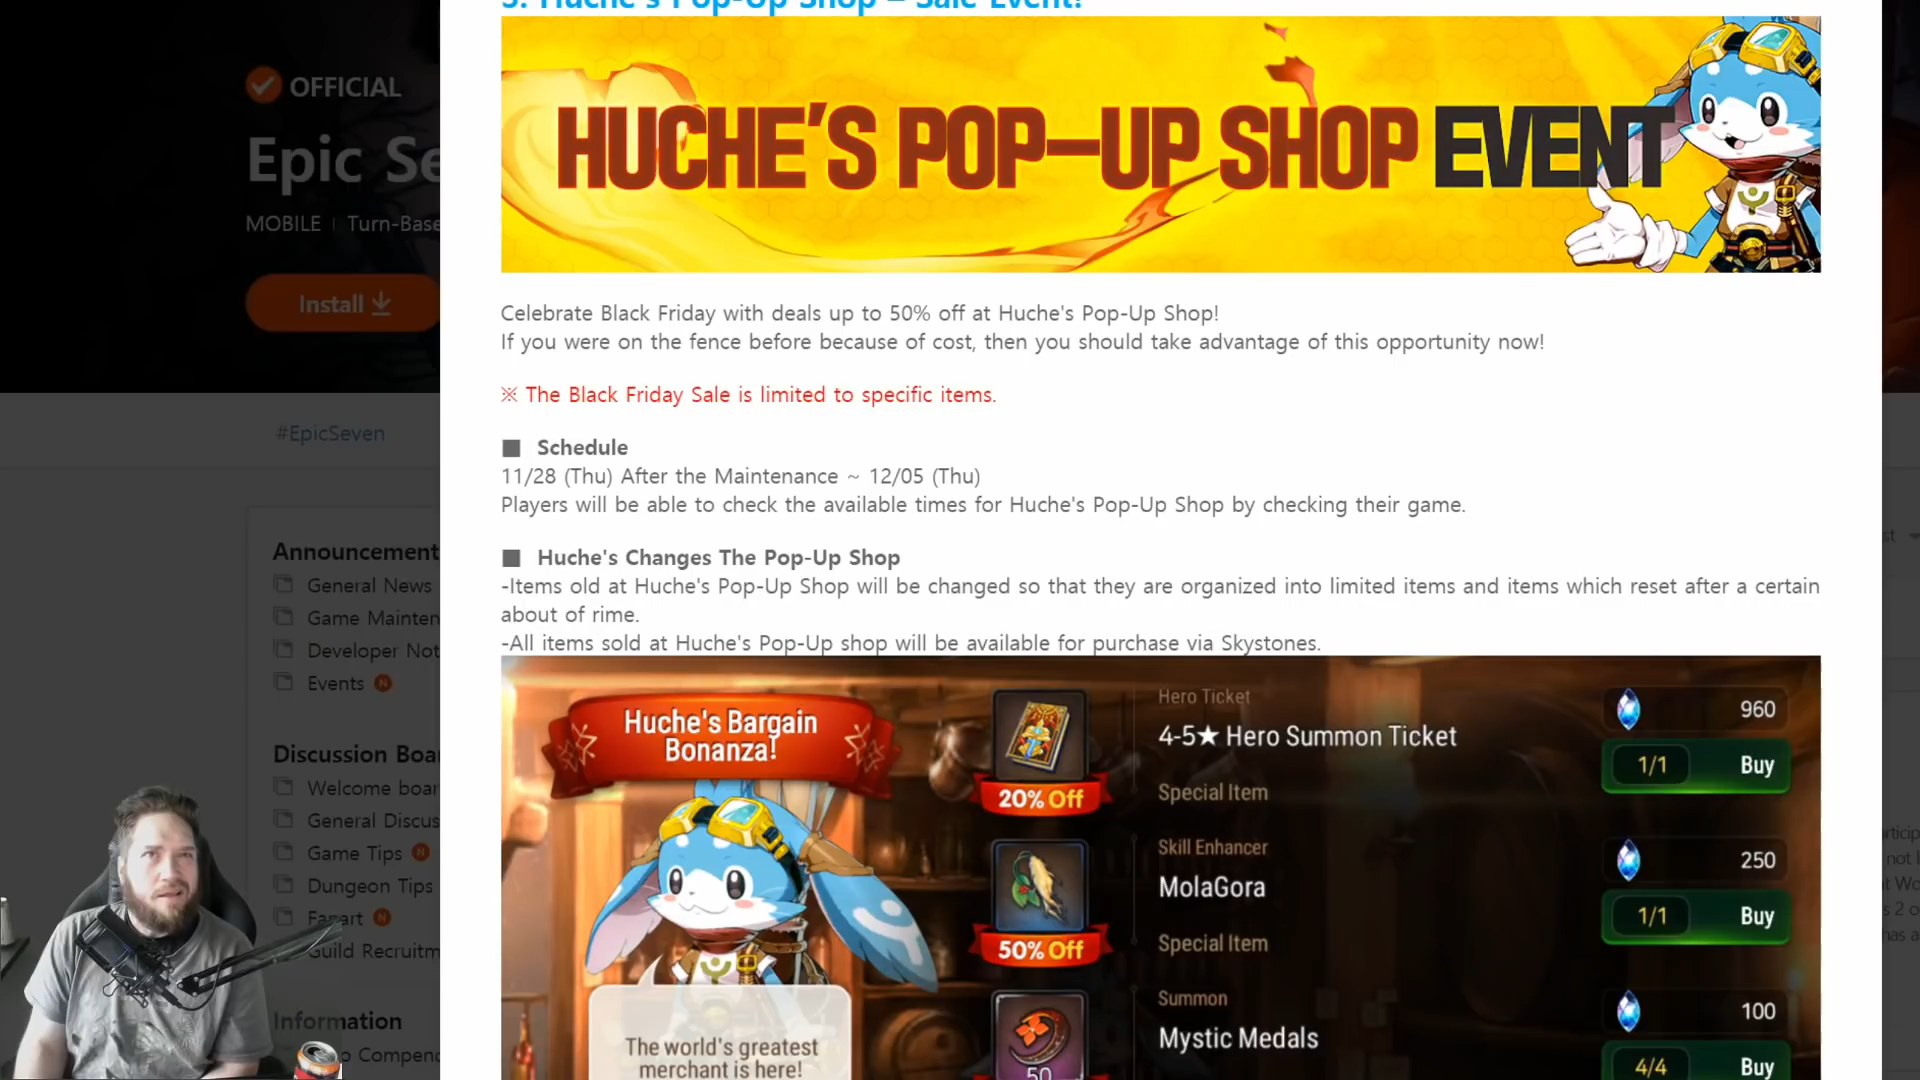 3. Huche's Pop-Up Shop – Sale Event!
HUCHE'S POP-UP SHOP EVENT
OFFICIAL
Epic Se
MOBILE | Turn-Base
Install
#EpicSeven
Celebrate Black Friday with deals up to 50% off at Huche's Pop-Up Shop!
If you were on the fence before because of cost, then you should take advantage of this opportunity now!
※ The Black Friday Sale is limited to specific items.
■ Schedule
11/28 (Thu) After the Maintenance ~ 12/05 (Thu)
Players will be able to check the available times for Huche's Pop-Up Shop by checking their game.
■ Huche's Changes The Pop-Up Shop
-Items old at Huche's Pop-Up Shop will be changed so that they are organized into limited items and items which reset after a certain
about of rime.
-All items sold at Huche's Pop-Up shop will be available for purchase via Skystones.
Announcement
General News
Game Mainten
Developer Not
Events N
Discussion Boa
Welcome boar
General Discus
Game Tips N
Dungeon Tips
Fanart N
Guild Recruitm
Information
Compend
Huche's Bargain
Bonanza!
The world's greatest
merchant is here!
Hero Ticket
4-5★ Hero Summon Ticket
20% Off
Special Item
960
1/1 Buy
Skill Enhancer
MolaGora
50% Off
Special Item
250
1/1 Buy
Summon
Mystic Medals
50
100
4/4 Buy